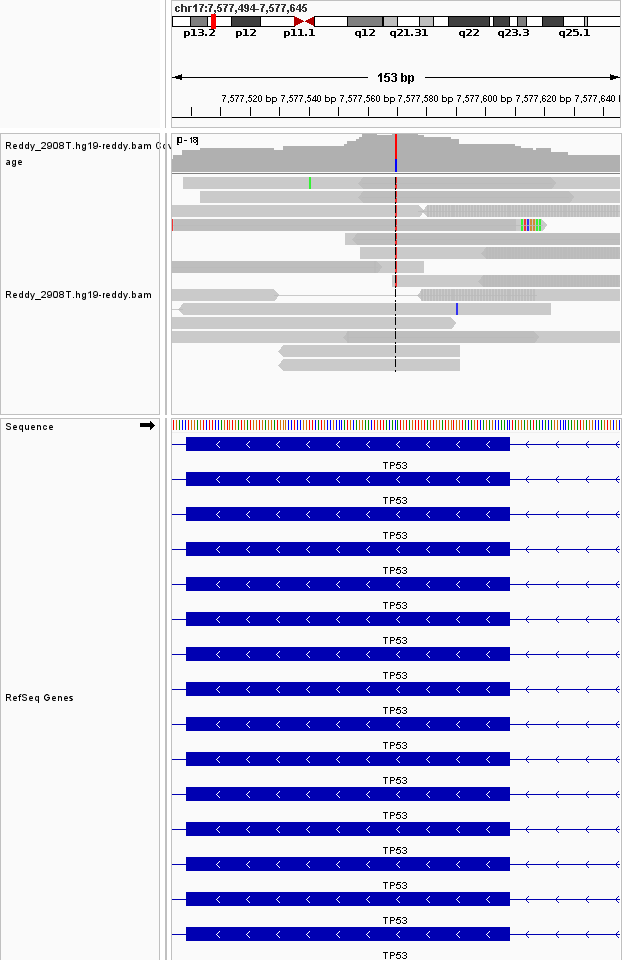 chr17:7,577,494-7,577,645
p13.2 p12 p11.1 q12 q21.31 q22 q23.3 q25.1
153 bp
7,577,520 bp 7,577,540 bp 7,577,560 bp 7,577,580 bp 7,577,600 bp 7,577,620 bp 7,577,640 l
Reddy_2908T.hg19-reddy.bam Cov
age
[0 - 18]
Reddy_2908T.hg19-reddy.bam
Sequence
TP53
TP53
TP53
TP53
TP53
TP53
TP53
RefSeq Genes
TP53
TP53
TP53
TP53
TP53
TP53
TP53
TP53